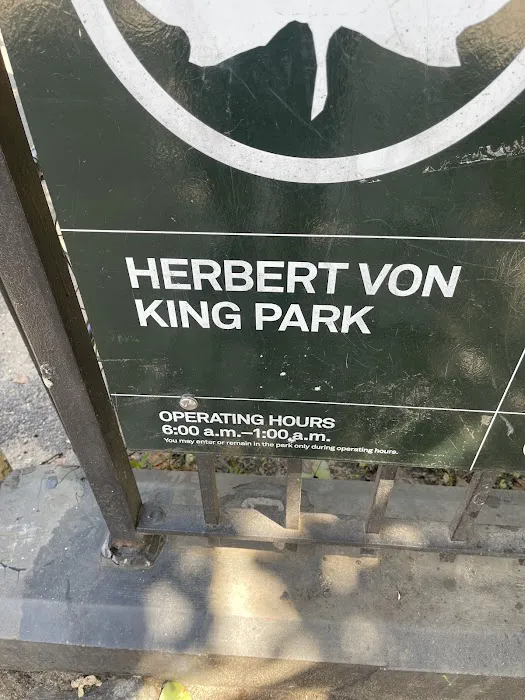 HERBERT VON
KING PARK
OPERATING HOURS
6:00 a.m.–1:00 a.m.
You may enter or remain in the park only during operating hours.